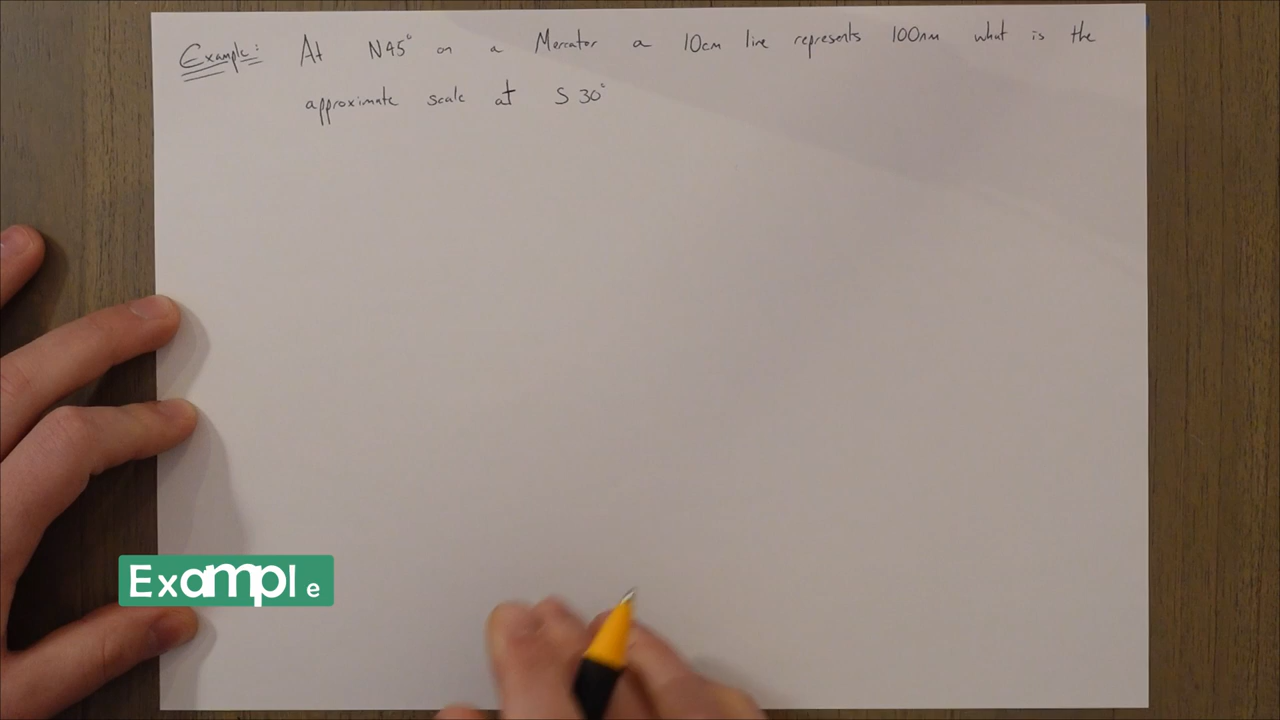 Example: At N45° on a Mercator a 10cm line represents 100nm what is the
approximate scale at S 30°
Example